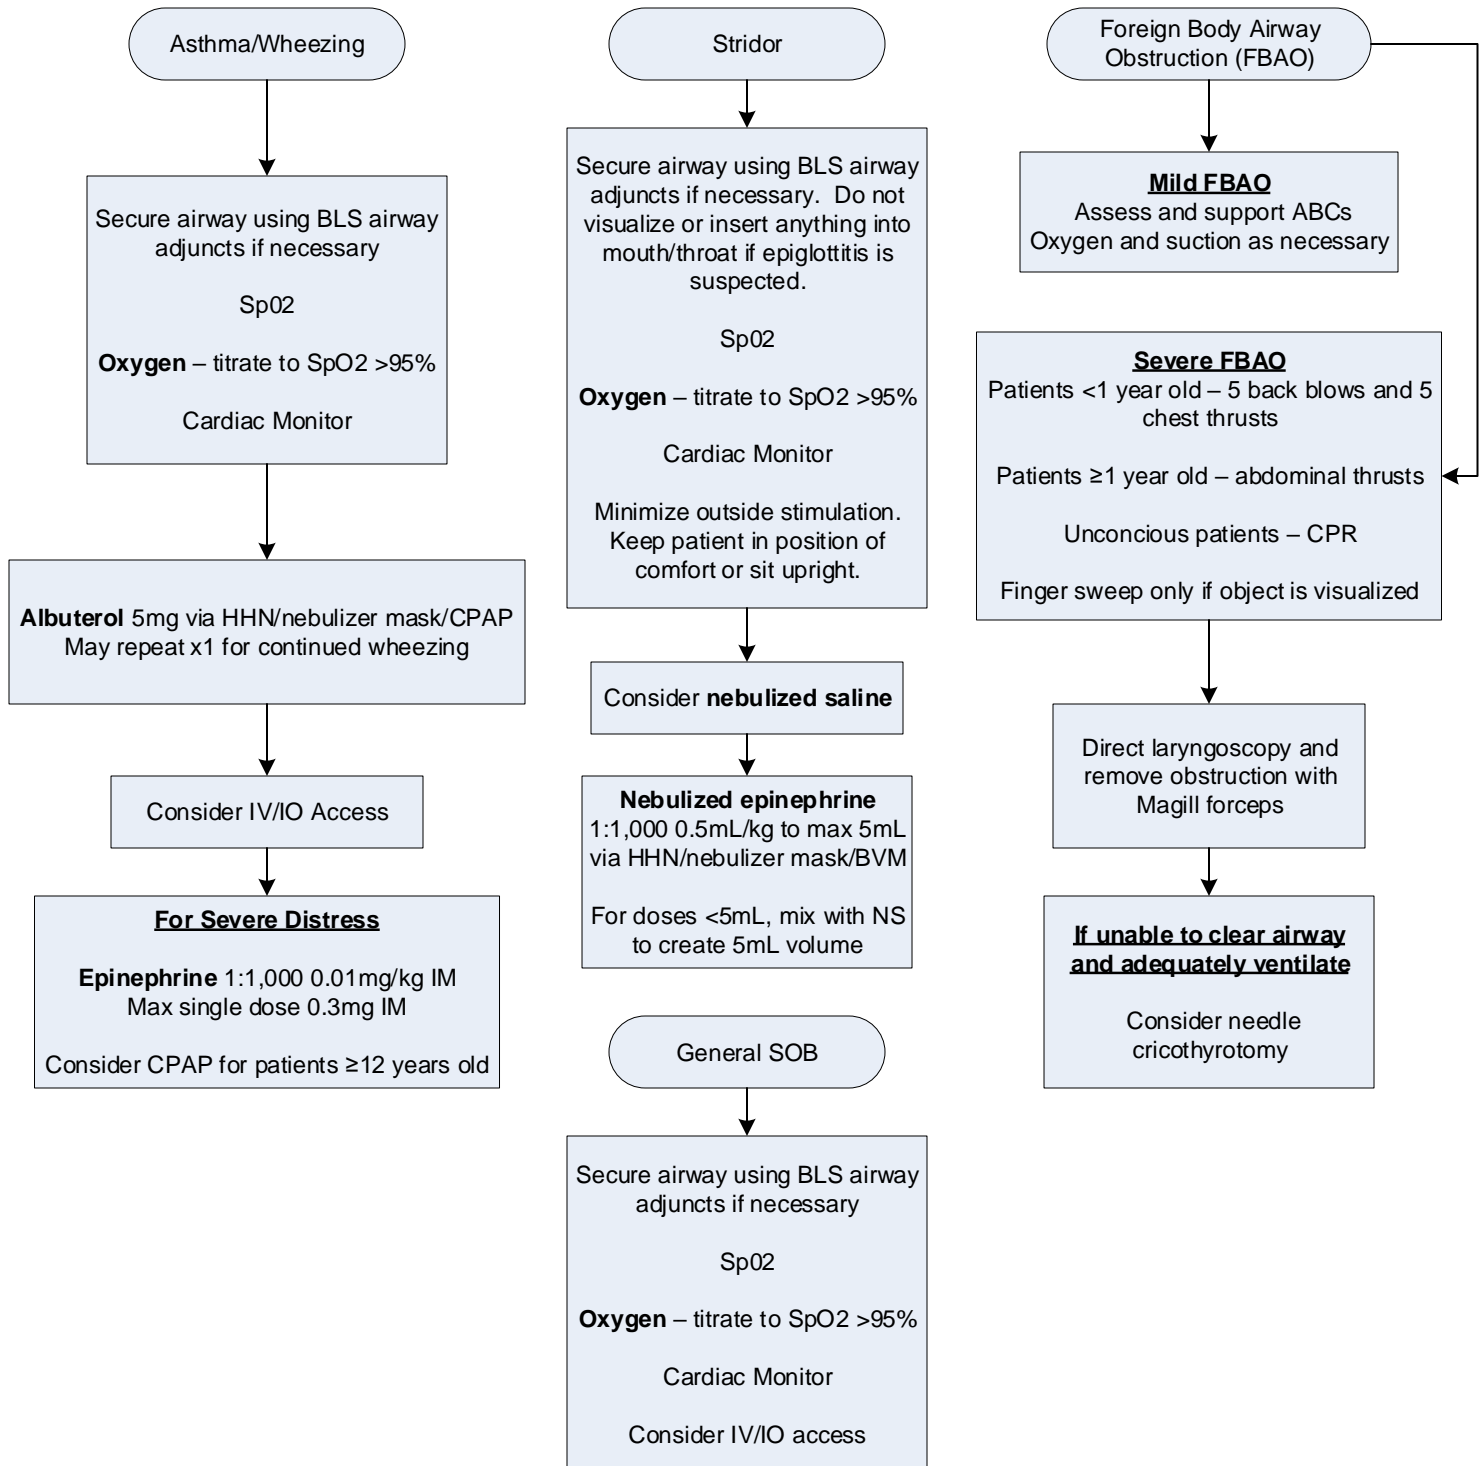 Asthma/Wheezing
Secure airway using BLS airway
adjuncts if necessary
Sp02
Oxygen – titrate to SpO2 >95%
Cardiac Monitor
Albuterol 5mg via HHN/nebulizer mask/CPAP
May repeat x1 for continued wheezing
Consider IV/IO Access
For Severe Distress
Epinephrine 1:1,000 0.01mg/kg IM
Max single dose 0.3mg IM
Consider CPAP for patients ≥12 years old
Stridor
Secure airway using BLS airway
adjuncts if necessary.  Do not
visualize or insert anything into
mouth/throat if epiglottitis is
suspected.
Sp02
Oxygen – titrate to SpO2 >95%
Cardiac Monitor
Minimize outside stimulation.
Keep patient in position of
comfort or sit upright.
Consider nebulized saline
Nebulized epinephrine
1:1,000 0.5mL/kg to max 5mL
via HHN/nebulizer mask/BVM
For doses <5mL, mix with NS
to create 5mL volume
General SOB
Secure airway using BLS airway
adjuncts if necessary
Sp02
Oxygen – titrate to SpO2 >95%
Cardiac Monitor
Consider IV/IO access
Foreign Body Airway
Obstruction (FBAO)
Mild FBAO
Assess and support ABCs
Oxygen and suction as necessary
Severe FBAO
Patients <1 year old – 5 back blows and 5
chest thrusts
Patients ≥1 year old – abdominal thrusts
Unconcious patients – CPR
Finger sweep only if object is visualized
Direct laryngoscopy and
remove obstruction with
Magill forceps
If unable to clear airway
and adequately ventilate
Consider needle
cricothyrotomy